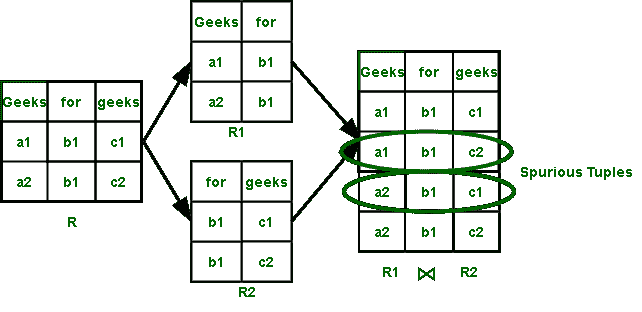 Geeks for geeks
a1 b1 c1
a2 b1 c2
R
Geeks for
a1 b1
a2 b1
R1
for geeks
b1 c1
b1 c2
R2
Geeks for geeks
a1 b1 c1
a1 b1 c2
a2 b1 c1
a2 b1 c2
R1 ⋈ R2
Spurious Tuples